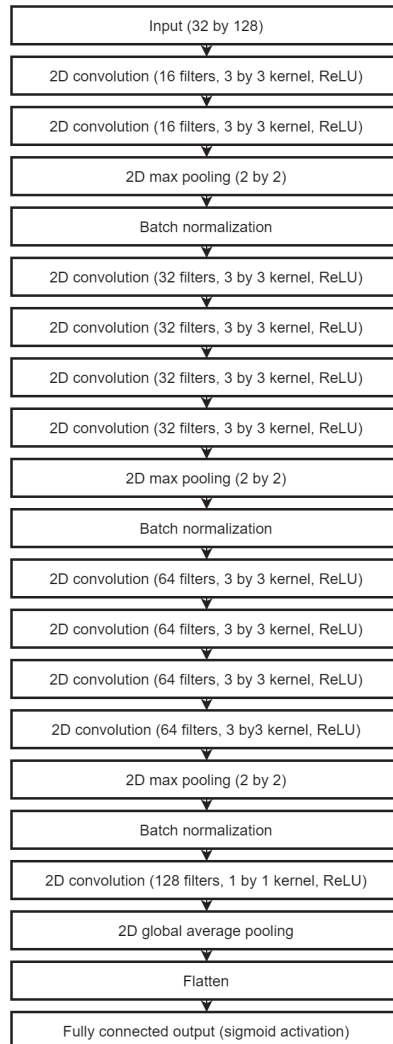 Input (32 by 128)
2D convolution (16 filters, 3 by 3 kernel, ReLU)
2D convolution (16 filters, 3 by 3 kernel, ReLU)
2D max pooling (2 by 2)
Batch normalization
2D convolution (32 filters, 3 by 3 kernel, ReLU)
2D convolution (32 filters, 3 by 3 kernel, ReLU)
2D convolution (32 filters, 3 by 3 kernel, ReLU)
2D convolution (32 filters, 3 by 3 kernel, ReLU)
2D max pooling (2 by 2)
Batch normalization
2D convolution (64 filters, 3 by 3 kernel, ReLU)
2D convolution (64 filters, 3 by 3 kernel, ReLU)
2D convolution (64 filters, 3 by 3 kernel, ReLU)
2D convolution (64 filters, 3 by3 kernel, ReLU)
2D max pooling (2 by 2)
Batch normalization
2D convolution (128 filters, 1 by 1 kernel, ReLU)
2D global average pooling
Flatten
Fully connected output (sigmoid activation)